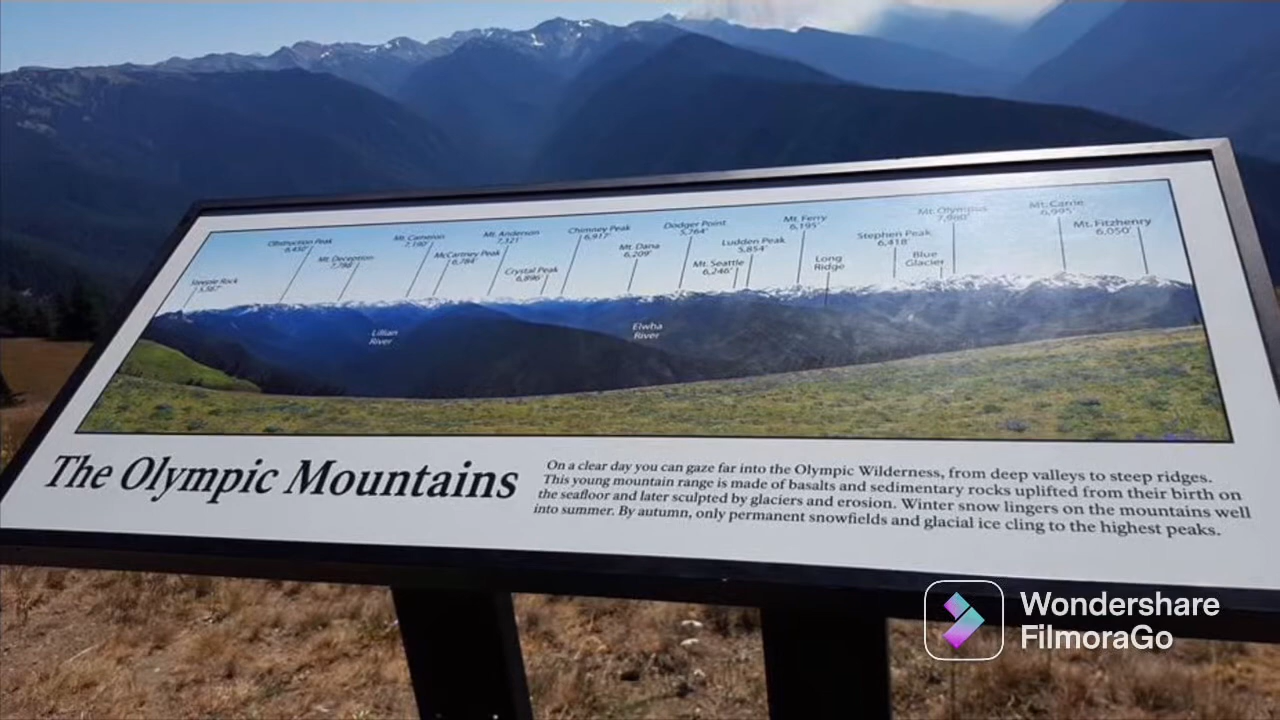 Obstruction Peak
6,450'
Mt. Deception
7,788'
Mt. Cameron
7,190'
McCartney Peak
6,784'
Mt. Anderson
7,321'
Crystal Peak
6,896'
Chimney Peak
6,917'
Mt. Dana
6,209'
Dodger Point
5,764'
Mt. Seattle
6,246'
Ludden Peak
5,854'
Mt. Ferry
6,195'
Long
Ridge
Stephen Peak
6,418'
Blue
Glacier
Mt. Olympus
7,980'
Mt. Carrie
6,995'
Mt. Fitzhenry
6,050'
Steeple Rock
5,567'
Lillian
River
Elwha
River
The Olympic Mountains
On a clear day you can gaze far into the Olympic Wilderness, from deep valleys to steep ridges.
This young mountain range is made of basalts and sedimentary rocks uplifted from their birth on
the seafloor and later sculpted by glaciers and erosion. Winter snow lingers on the mountains well
into summer. By autumn, only permanent snowfields and glacial ice cling to the highest peaks.
Wondershare
FilmoraGo